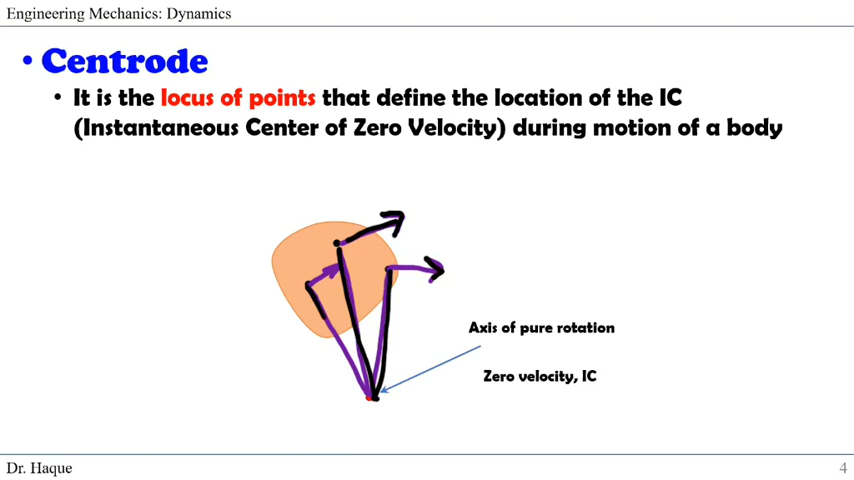 Engineering Mechanics: Dynamics
• Centrode
• It is the locus of points that define the location of the IC
(Instantaneous Center of Zero Velocity) during motion of a body
Axis of pure rotation
Zero velocity, IC
Dr. Haque
4